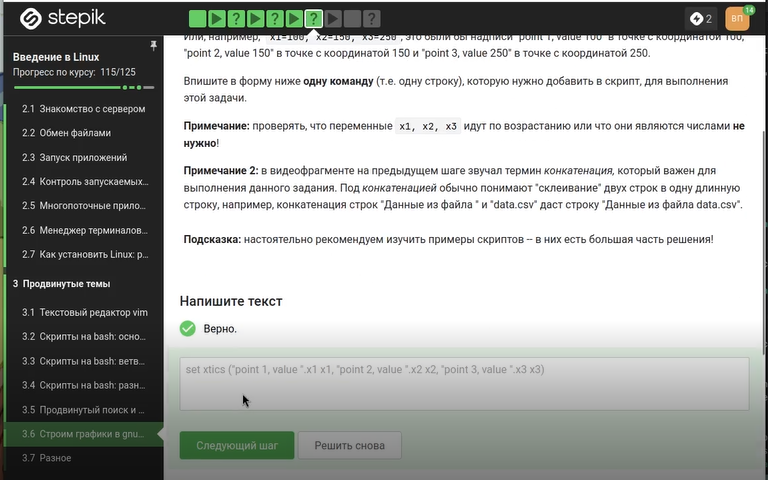 stepik
2
ВП
14
Введение в Linux
Прогресс по курсу: 115/125
2.1 Знакомство с сервером
2.2 Обмен файлами
2.3 Запуск приложений
2.4 Контроль запускаемых...
2.5 Многопоточные прило...
2.6 Менеджер терминалов...
2.7 Как установить Linux: р...
3 Продвинутые темы
3.1 Текстовый редактор vim
3.2 Скрипты на bash: осно...
3.3 Скрипты на bash: ветв...
3.4 Скрипты на bash: разн...
3.5 Продвинутый поиск и ...
3.6 Строим графики в gnu...
3.7 Разное
или, например, x1=100, x2=150, x3=250, это были бы надписи "point 1, value 100" в точке с координатой 100,
"point 2, value 150" в точке с координатой 150 и "point 3, value 250" в точке с координатой 250.
Впишите в форму ниже одну команду (т.е. одну строку), которую нужно добавить в скрипт, для выполнения
этой задачи.
Примечание: проверять, что переменные x1, x2, x3 идут по возрастанию или что они являются числами не
нужно!
Примечание 2: в видеофрагменте на предыдущем шаге звучал термин конкатенация, который важен для
выполнения данного задания. Под конкатенацией обычно понимают "склеивание" двух строк в одну длинную
строку, например, конкатенация строк "Данные из файла " и "data.csv" даст строку "Данные из файла data.csv".
Подсказка: настоятельно рекомендуем изучить примеры скриптов – в них есть большая часть решения!
Напишите текст
Верно.
set xtics ("point 1, value ".x1 x1, "point 2, value ".x2 x2, "point 3, value ".x3 x3)
Следующий шаг
Решить снова